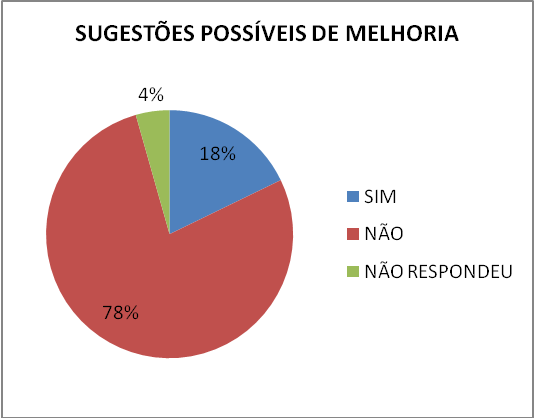 SUGESTÕES POSSÍVEIS DE MELHORIA
4%
18%
SIM
NÃO
NÃO RESPONDEU
78%